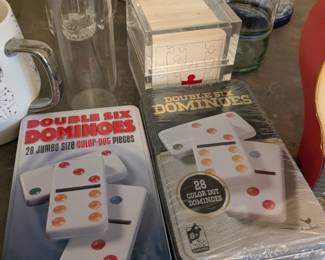 DOUBLE SIX
DOMINOES
28 JUMBO SIZE COLOR-DOT PIECES
DOUBLE SIX
DOMINOES
28
COLOR DOT
DOMINOES